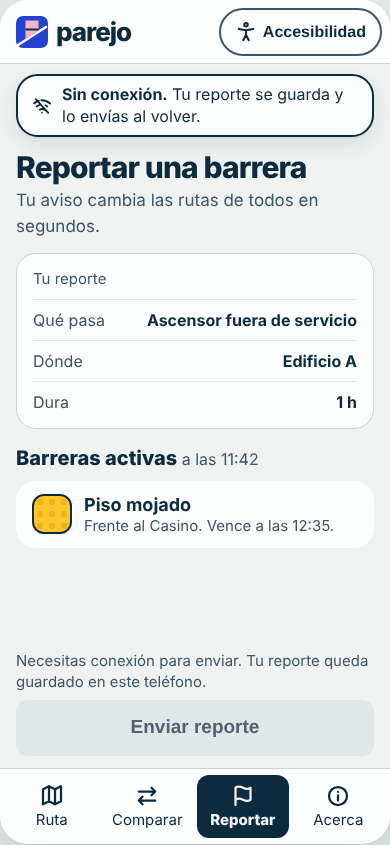 parejo
Accesibilidad
Sin conexión. Tu reporte se guarda y
lo envías al volver.
Reportar una barrera
Tu aviso cambia las rutas de todos en
segundos.
Tu reporte
Qué pasa Ascensor fuera de servicio
Dónde Edificio A
Dura 1 h
Barreras activas a las 11:42
Piso mojado
Frente al Casino. Vence a las 12:35.
Necesitas conexión para enviar. Tu reporte queda
guardado en este teléfono.
Enviar reporte
Ruta Comparar Reportar Acerca